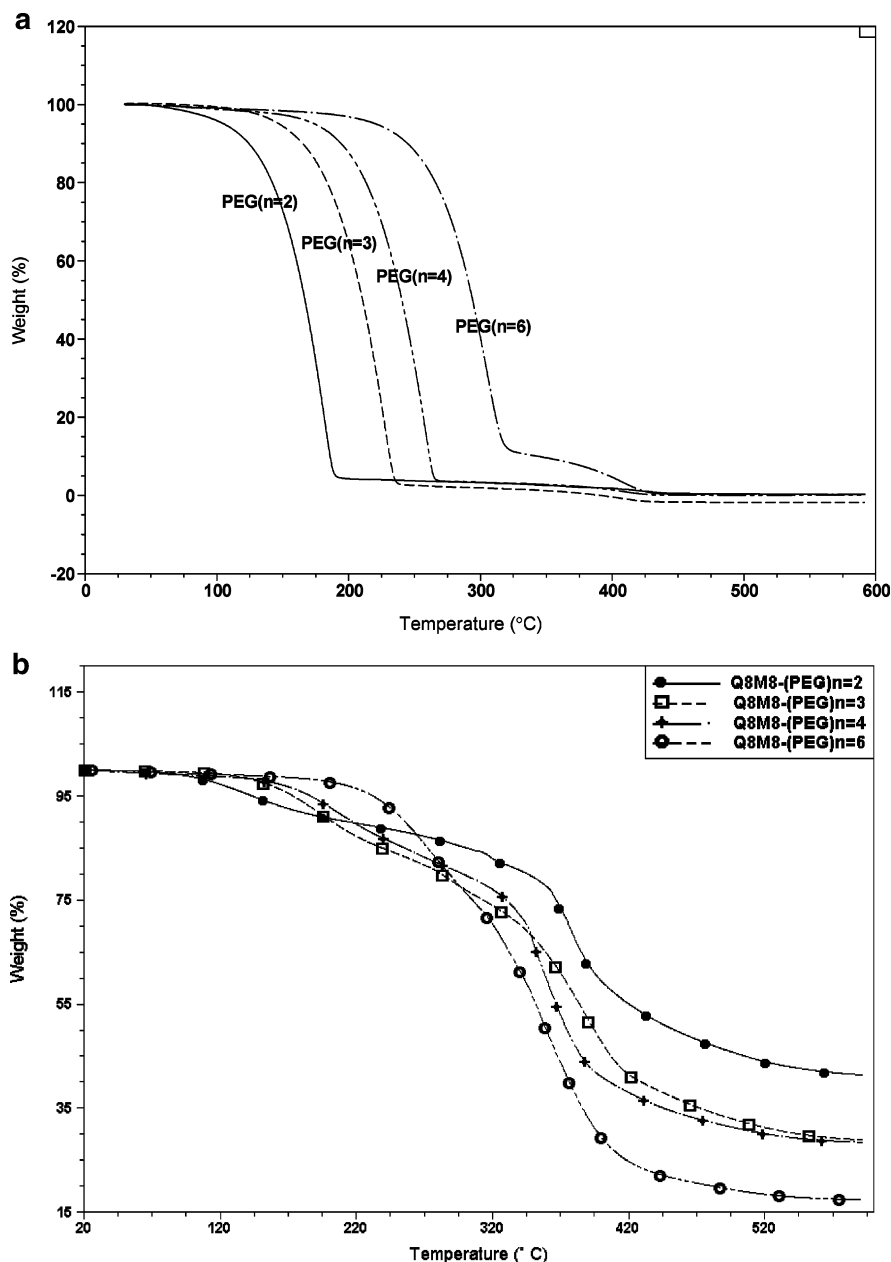 a
120
100
80
60
40
20
0
-20
Weight (%)
PEG(n=2)
PEG(n=3)
PEG(n=4)
PEG(n=6)
0 100 200 300 400 500 600
Temperature (°C)
b
115
95
75
55
35
15
Weight (%)
Q8M8-(PEG)n=2
Q8M8-(PEG)n=3
Q8M8-(PEG)n=4
Q8M8-(PEG)n=6
20 120 220 320 420 520
Temperature (° C)